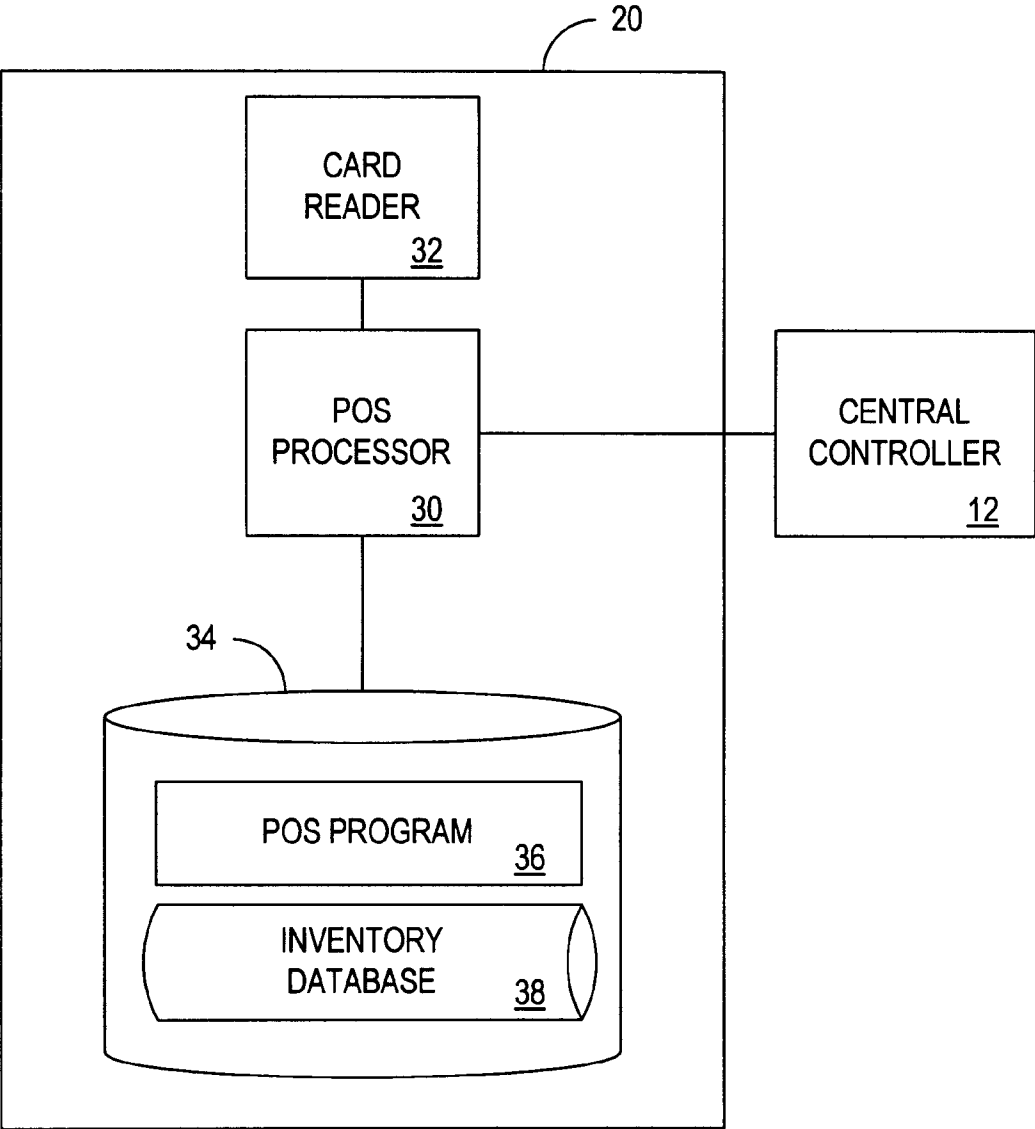 20
CARD
READER
32
POS
PROCESSOR
30
CENTRAL
CONTROLLER
12
34
POS PROGRAM
36
INVENTORY
DATABASE
38